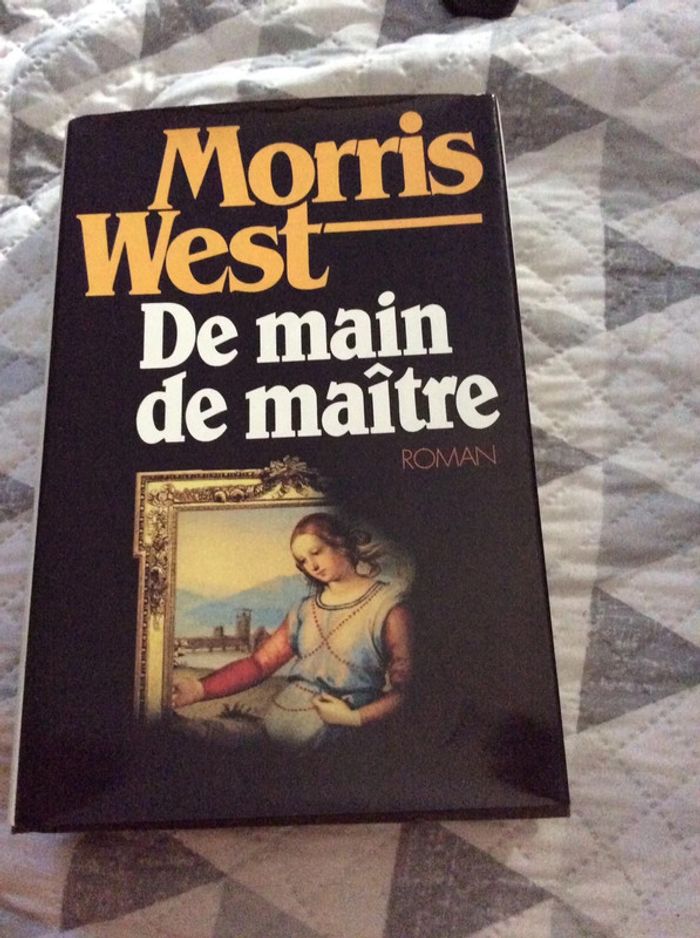 Morris
West
De main
de maître
ROMAN